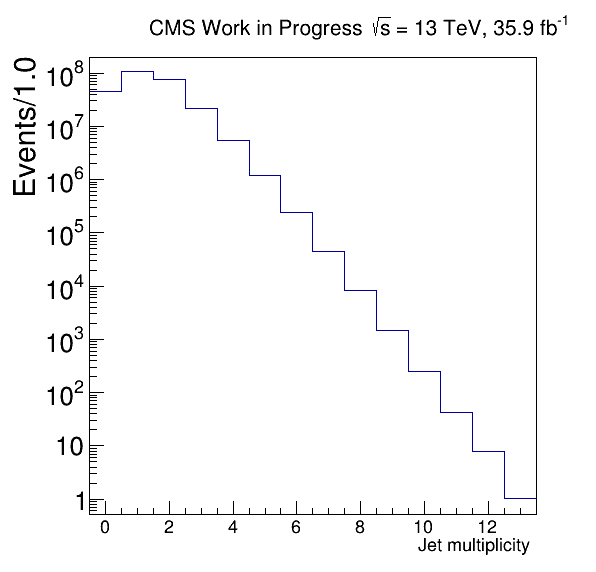 CMS Work in Progress √s = 13 TeV, 35.9 fb⁻¹
Events/1.0
10⁸
10⁷
10⁶
10⁵
10⁴
10³
10²
10
1
0 2 4 6 8 10 12
Jet multiplicity